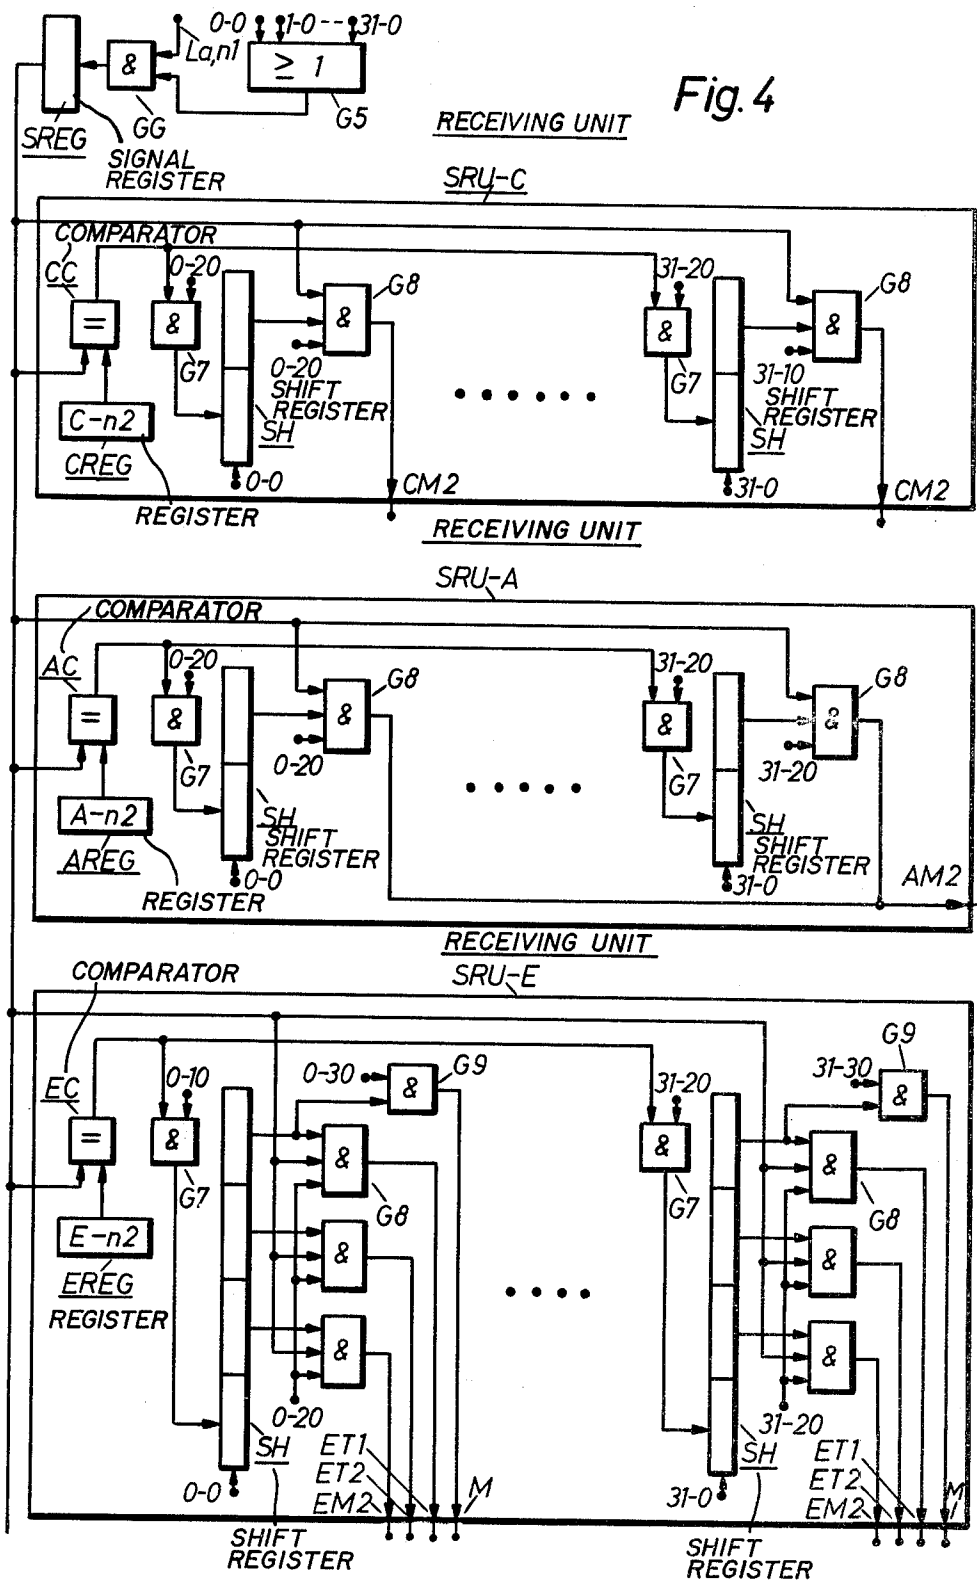 0-0 1-0 -- 31-0
La,n1
&
≥ 1
GG
G5
Fig. 4
SREG
SIGNAL
REGISTER
RECEIVING UNIT
SRU-C
COMPARATOR
CC
0-20
31-20
G8
G8
=
&
&
&
&
G7
0-20
SHIFT
REGISTER
SH
G7
31-10
SHIFT
REGISTER
SH
C-n2
CREG
REGISTER
0-0
CM2
31-0
CM2
RECEIVING UNIT
SRU-A
COMPARATOR
AC
0-20
31-20
G8
G8
=
&
&
&
&
G7
0-20
G7
31-20
A-n2
AREG
REGISTER
SH
SHIFT
REGISTER
SH
SHIFT
REGISTER
0-0
31-0
AM2
RECEIVING UNIT
SRU-E
COMPARATOR
EC
0-10
0-30
&
G9
31-20
31-30
&
G9
=
&
&
&
&
G7
G8
G7
G8
E-n2
EREG
REGISTER
&
&
&
&
0-20
31-20
SH
SH
0-0
ET1
ET2
EM2
M
31-0
ET1
ET2
EM2
M
SHIFT
REGISTER
SHIFT
REGISTER